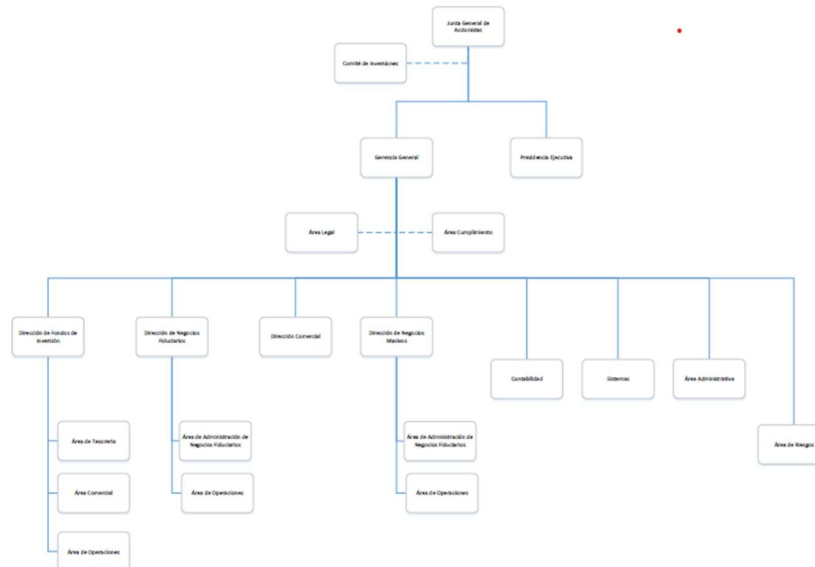 Junta General de
Accionistas
Comité de Inversiones
Gerencia General
Presidencia Ejecutiva
Área Legal
Área Cumplimiento
Dirección de Fondos de
Inversión
Dirección de Negocios
Fiduciarios
Dirección Comercial
Dirección de Negocios
Masivos
Contabilidad
Sistemas
Área Administrativa
Área de Tesorería
Área de Administración de
Negocios Fiduciarios
Área de Administración de
Negocios Fiduciarios
Área de Riesgos
Área Comercial
Área de Operaciones
Área de Operaciones
Área de Operaciones